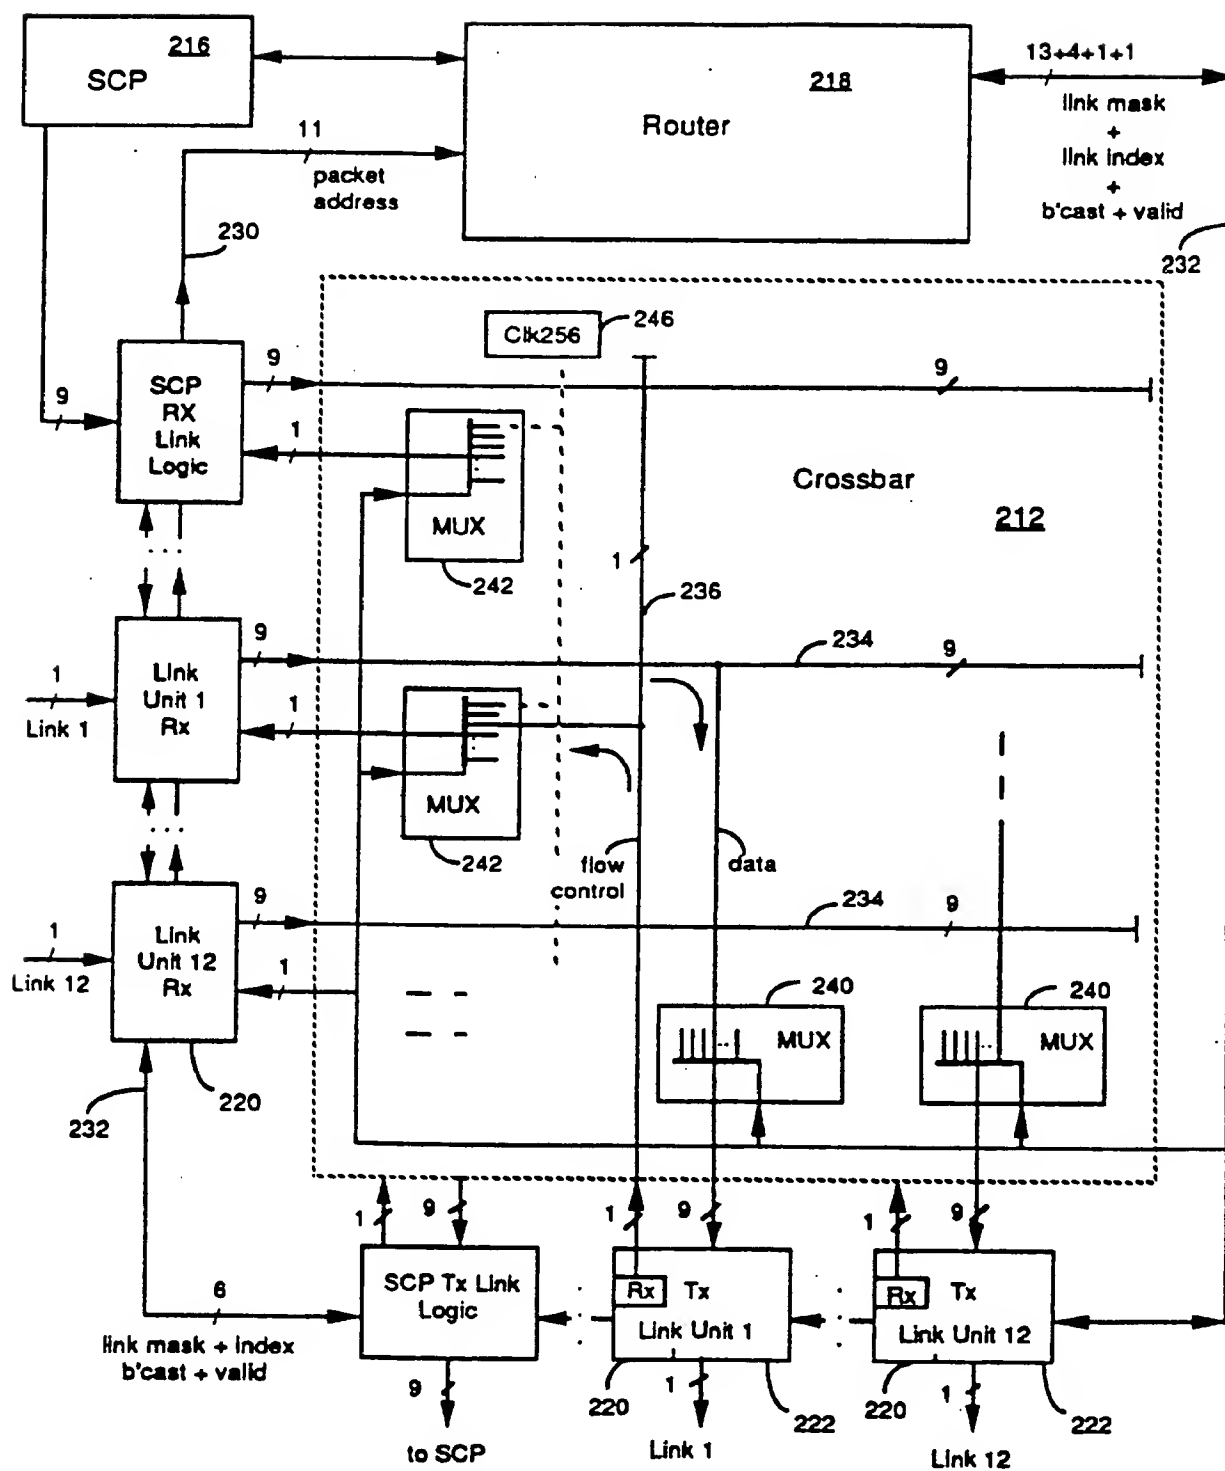 216
SCP
218
Router
13+4+1+1
link mask
+
link index
+
b'cast + valid
232
11
packet
address
230
Clk256
246
9
SCP
RX
Link
Logic
9
9
1
MUX
242
Crossbar
212
1
236
9
234
9
1
Link 1
Link
Unit 1
Rx
1
MUX
242
flow
control
data
9
234
9
1
Link 12
Link
Unit 12
Rx
1
240
MUX
240
MUX
232
220
1
9
1
9
1
9
6
link mask + index
b'cast + valid
SCP Tx Link
Logic
Rx
Tx
Link Unit 1
Rx
Tx
Link Unit 12
9
to SCP
220
1
222
Link 1
220
1
222
Link 12